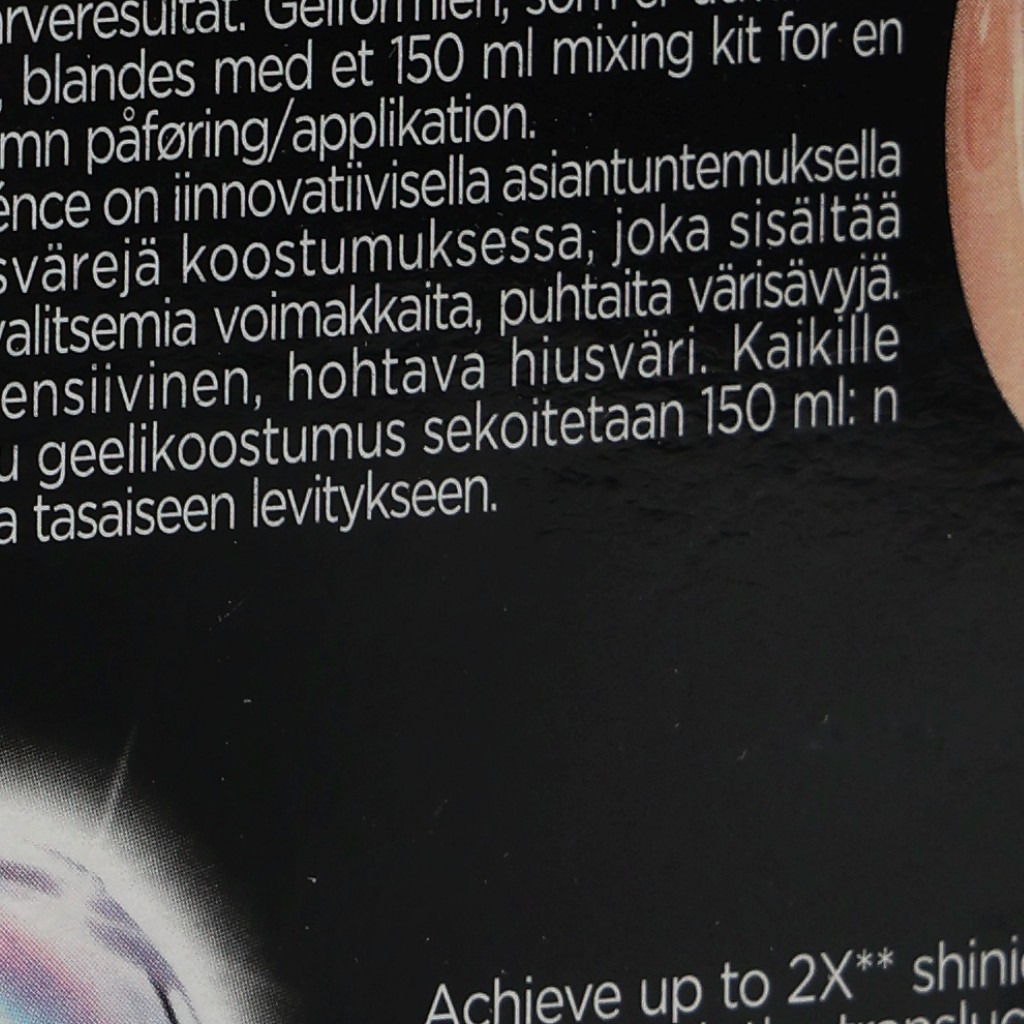 blandes med et 150 ml mixing kit for en
påføring/applikation.
on iinnovatiivisella asiantuntemuksella
koostumuksessa, joka sisältää
voimakkaita, puhtaita värisävyjä.
hohtava hiusväri. Kaikille
geelikoostumus sekoitetaan 150 ml: n
tasaiseen levitykseen.
Achieve up to 2X**